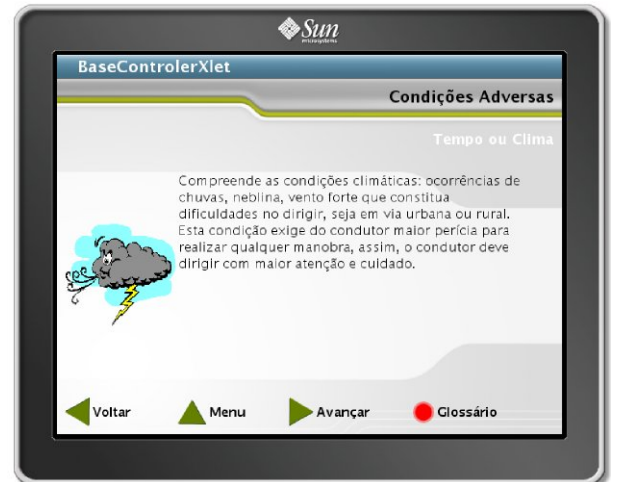 Sun
microsystems
BaseControlerXlet
Condições Adversas
Tempo ou Clima
Compreende as condições climáticas: ocorrências de
chuvas, neblina, vento forte que constitua
dificuldades no dirigir, seja em via urbana ou rural.
Esta condição exige do condutor maior perícia para
realizar qualquer manobra, assim, o condutor deve
dirigir com maior atenção e cuidado.
Voltar Menu Avançar Glossário